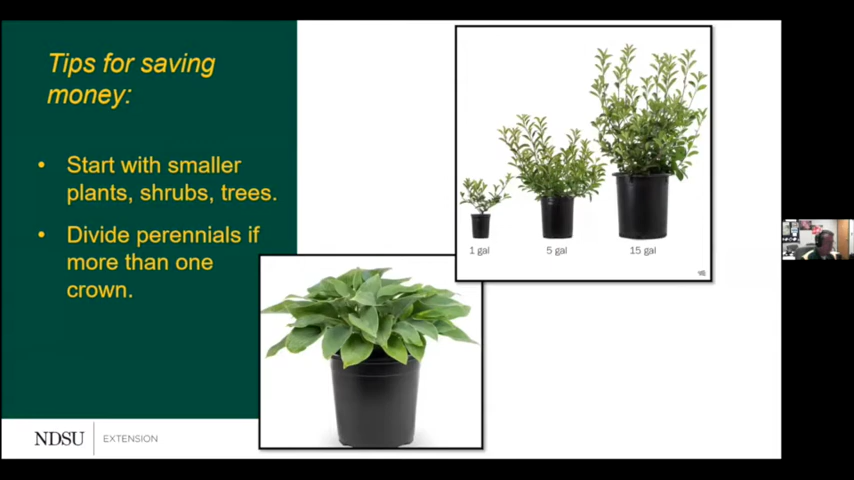 Tips for saving
money:
• Start with smaller
plants, shrubs, trees.
• Divide perennials if
more than one
crown.
1 gal
5 gal
15 gal
NDSU
EXTENSION